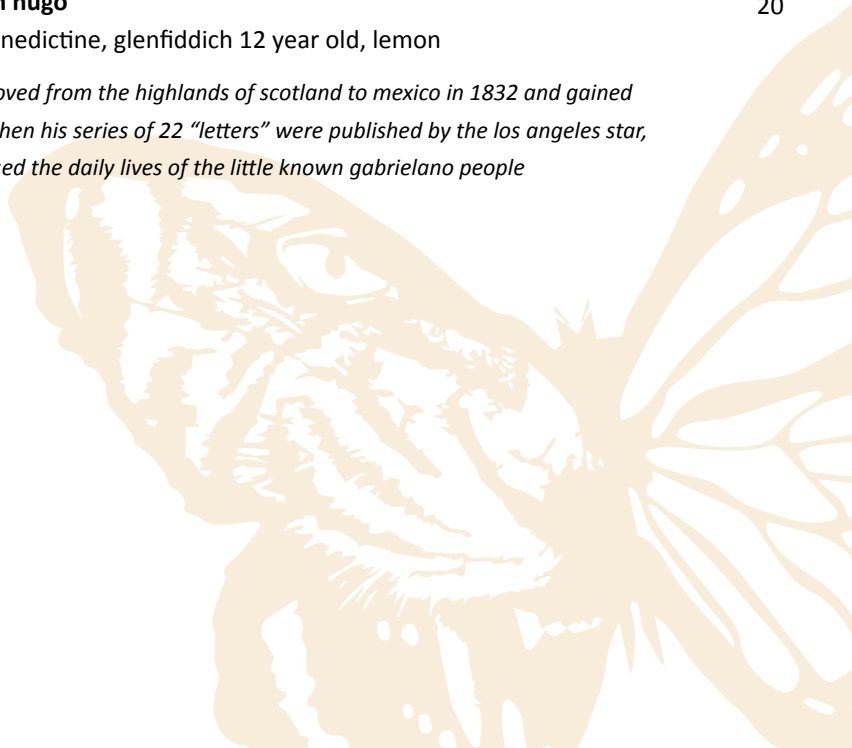 n hugo 20
nedictine, glenfiddich 12 year old, lemon
oved from the highlands of scotland to mexico in 1832 and gained
hen his series of 22 “letters” were published by the los angeles star,
sed the daily lives of the little known gabrielano people